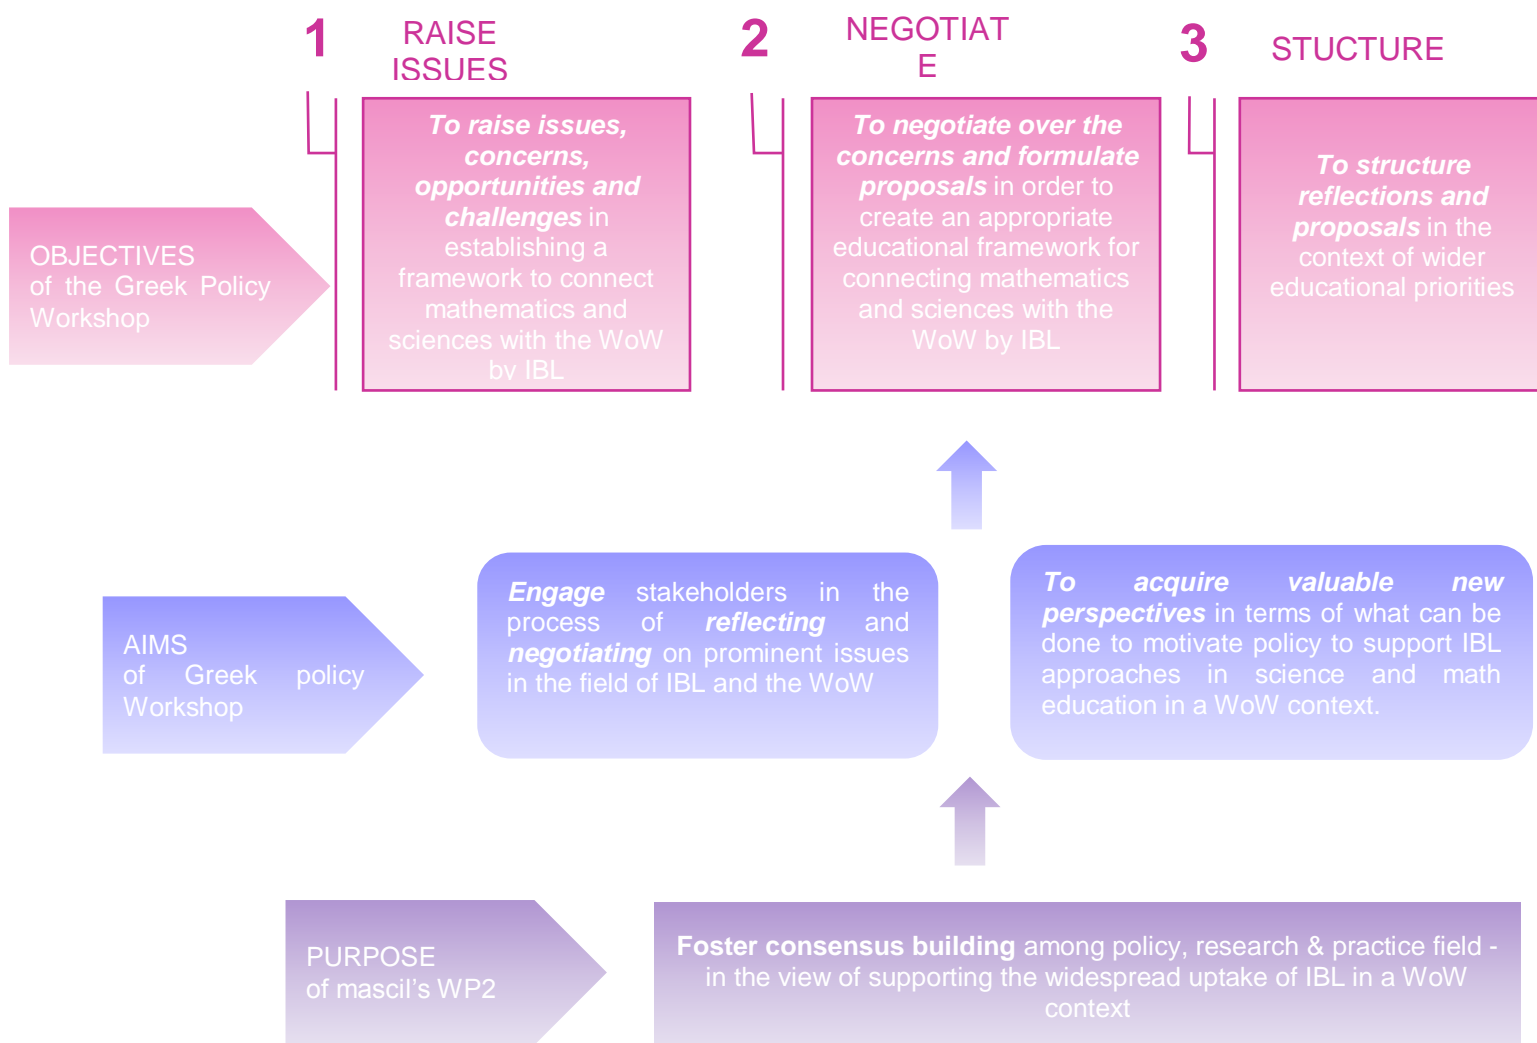 1
RAISE
ISSUES
2
NEGOTIAT
E
3
STUCTURE
OBJECTIVES
of the Greek Policy
Workshop
To raise issues,
concerns,
opportunities and
challenges in
establishing a
framework to connect
mathematics and
sciences with the WoW
by IBL
To negotiate over the
concerns and formulate
proposals in order to
create an appropriate
educational framework for
connecting mathematics
and sciences with the
WoW by IBL
To structure
reflections and
proposals in the
context of wider
educational priorities
AIMS
of Greek policy
Workshop
Engage stakeholders in the
process of reflecting and
negotiating on prominent issues
in the field of IBL and the WoW
To acquire valuable new
perspectives in terms of what can be
done to motivate policy to support IBL
approaches in science and math
education in a WoW context.
PURPOSE
of mascil's WP2
Foster consensus building among policy, research & practice field -
in the view of supporting the widespread uptake of IBL in a WoW
context